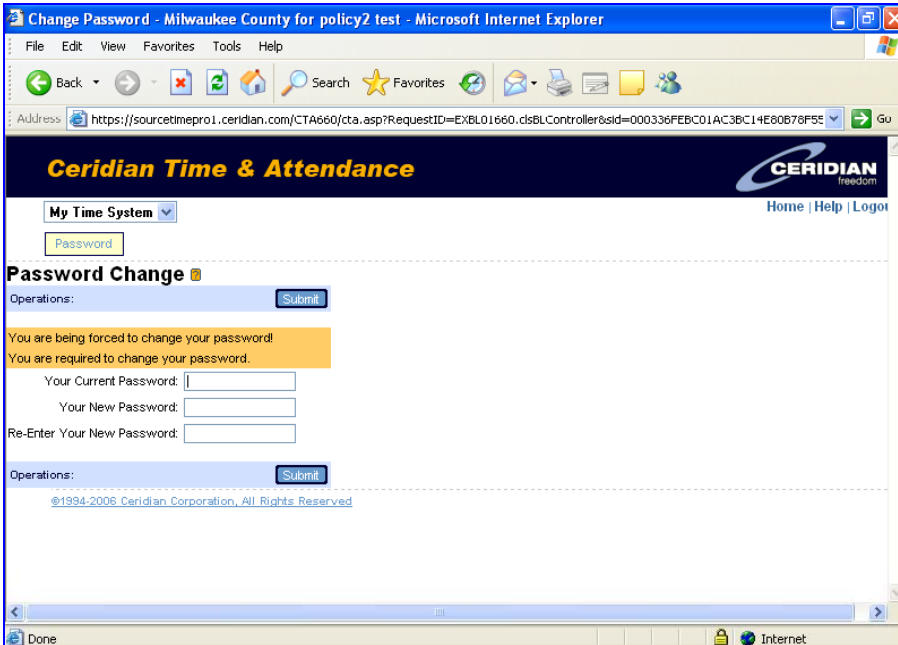 Change Password - Milwaukee County for policy2 test - Microsoft Internet Explorer
File Edit View Favorites Tools Help
Back Search Favorites
Address https://sourcetimepro1.ceridian.com/CTA660/cta.asp?RequestID=EXBL01660.clsBLController&sid=000336FEBC01AC3BC14E80B78F55 Go
Ceridian Time & Attendance
CERIDIAN
freedom
My Time System
Home | Help | Logou
Password
Password Change ?
Operations: Submit
You are being forced to change your password!
You are required to change your password.
Your Current Password:
Your New Password:
Re-Enter Your New Password:
Operations: Submit
©1994-2006 Ceridian Corporation, All Rights Reserved
Done Internet